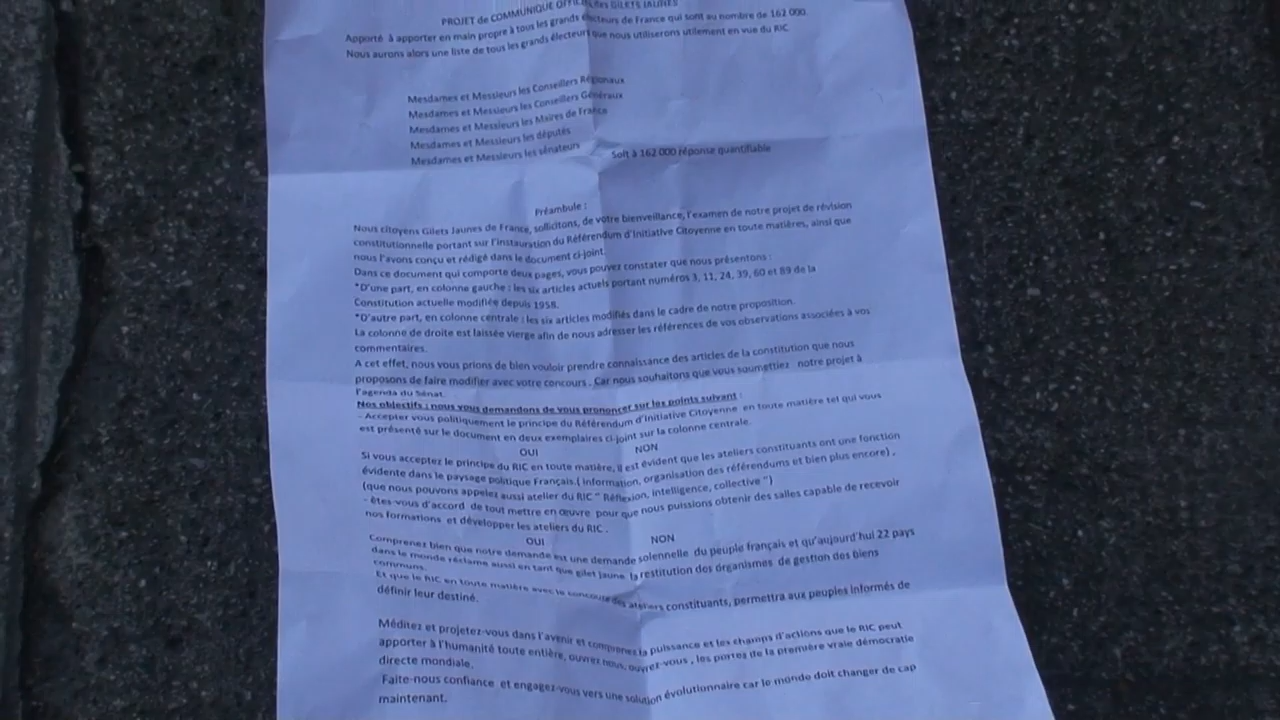 PROJET de COMMUNIQUE OFFICIEL des GILETS JAUNES
Apporté à apporter en main propre à tous les grands électeurs de France qui sont au nombre de 162 000.
Nous aurons alors une liste de tous les grands électeurs que nous utiliserons utilement en vue du RIC
Mesdames et Messieurs les Conseillers Régionaux
Mesdames et Messieurs les Conseillers Généraux
Mesdames et Messieurs les Maires de France
Mesdames et Messieurs les députés
Mesdames et Messieurs les sénateurs
Soit à 162 000 réponse quantifiable
Préambule :
Nous citoyens Gilets Jaunes de France, sollicitons, de votre bienveillance, l'examen de notre projet de révision
constitutionnelle portant sur l'instauration du Référendum d'Initiative Citoyenne en toute matières, ainsi que
nous l'avons conçu et rédigé dans le document ci-joint.
Dans ce document qui comporte deux pages, vous pouvez constater que nous présentons :
*D'une part, en colonne gauche : les six articles actuels portant numéros 3, 11, 24, 39, 60 et 89 de la
Constitution actuelle modifiée depuis 1958.
*D'autre part, en colonne centrale : les six articles modifiés dans le cadre de notre proposition.
La colonne de droite est laissée vierge afin de nous adresser les références de vos observations associées à vos
commentaires.
A cet effet, nous vous prions de bien vouloir prendre connaissance des articles de la constitution que nous
proposons de faire modifier avec votre concours . Car nous souhaitons que vous soumettiez notre projet à
l'agenda du Sénat.
Nos objectifs : nous vous demandons de vous prononcer sur les points suivant :
- Accepter vous politiquement le principe du Référendum d'Initiative Citoyenne en toute matière tel qui vous
est présenté sur le document en deux exemplaires ci-joint sur la colonne centrale.
OUI NON
Si vous acceptez le principe du RIC en toute matière, il est évident que les ateliers constituants ont une fonction
évidente dans le paysage politique Français.( information, organisation des référendums et bien plus encore) .
(que nous pouvons appelez aussi atelier du RIC " Réflexion, intelligence, collective ")
- êtes-vous d'accord de tout mettre en œuvre pour que nous puissions obtenir des salles capable de recevoir
nos formations et développer les ateliers du RIC .
OUI NON
Comprenez bien que notre demande est une demande solennelle du peuple français et qu'aujourd'hui 22 pays
dans le monde réclame aussi en tant que gilet jaune la restitution des organismes de gestion des biens
communs.
Et que le RIC en toute matière avec le concours des ateliers constituants, permettra aux peuples informés de
définir leur destiné.
Méditez et projetez-vous dans l'avenir et comprenez la puissance et les champs d'actions que le RIC peut
apporter à l'humanité toute entière, ouvrez nous, ouvrez-vous , les portes de la première vraie démocratie
directe mondiale.
Faite-nous confiance et engagez-vous vers une solution évolutionnaire car le monde doit changer de cap
maintenant.